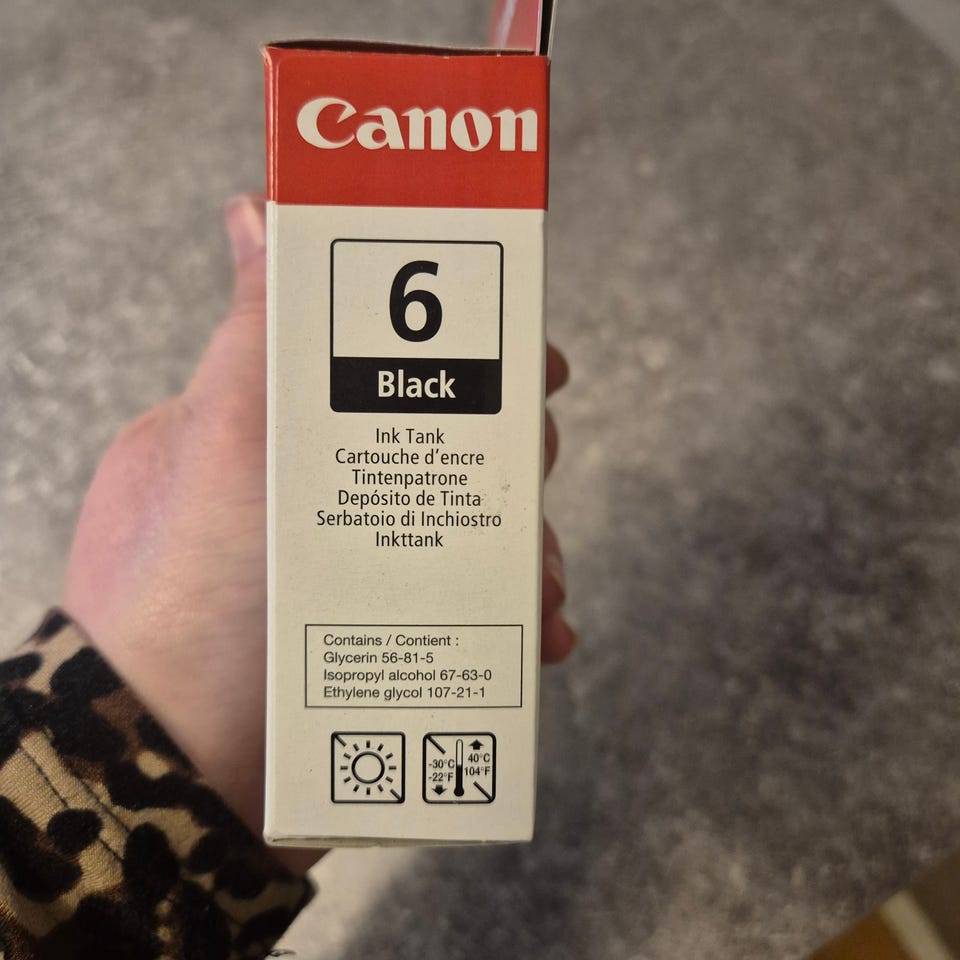 Canon
6
Black
Ink Tank
Cartouche d'encre
Tintenpatrone
Depósito de Tinta
Serbatoio di Inchiostro
Inkttank
Contains / Contient :
Glycerin 56-81-5
Isopropyl alcohol 67-63-0
Ethylene glycol 107-21-1
-30°C 40°C
-22°F 104°F